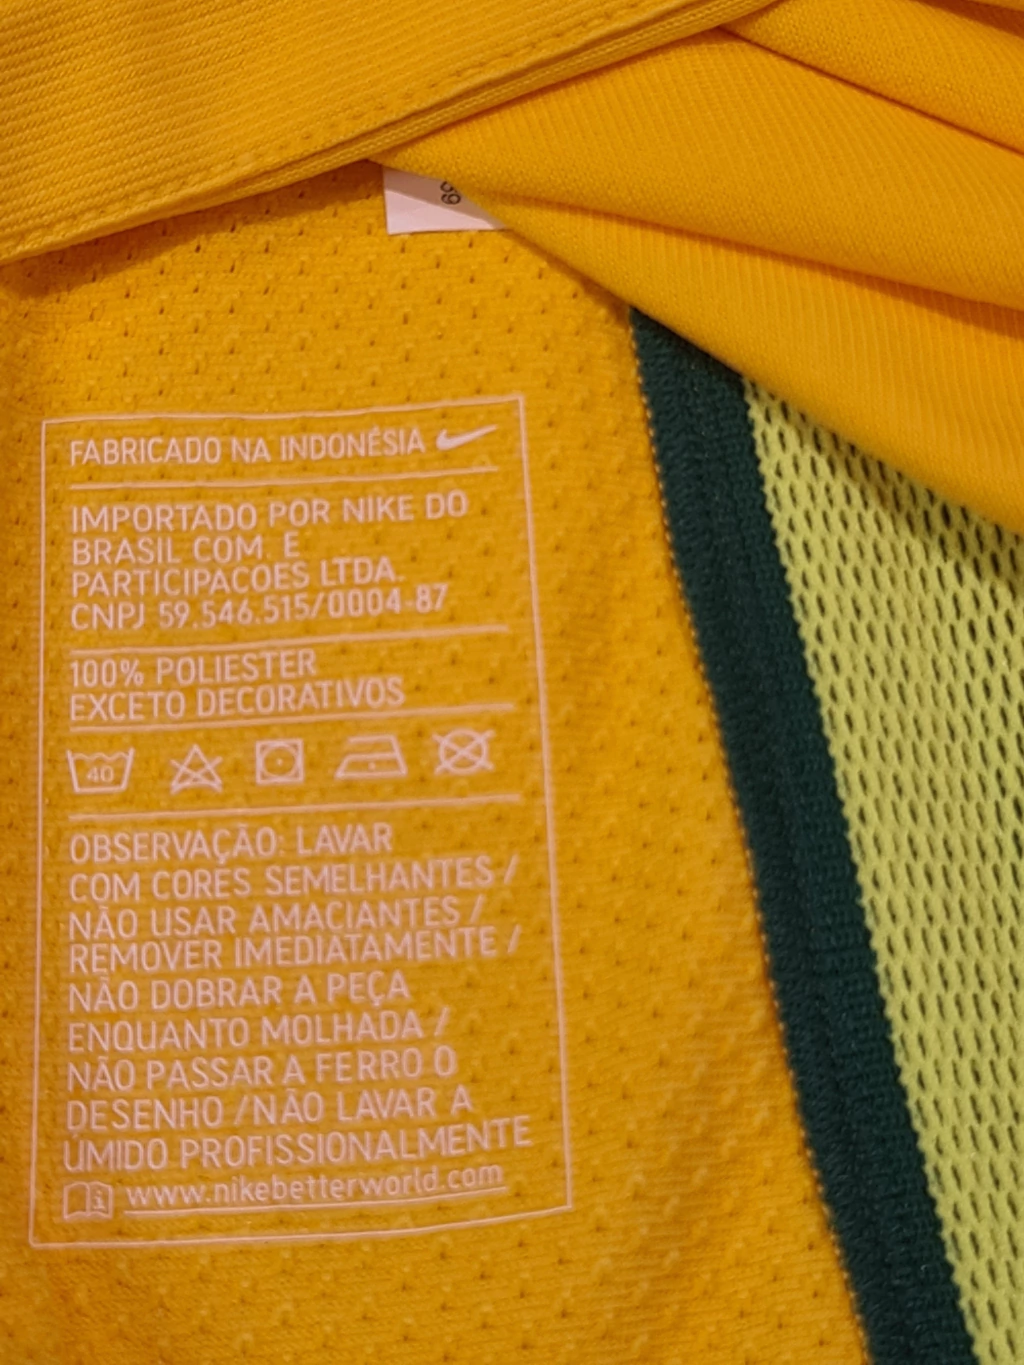 FABRICADO NA INDONÉSIA
IMPORTADO POR NIKE DO
BRASIL COM. E
PARTICIPACOES LTDA.
CNPJ 59.546.515/0004-87
100% POLIESTER
EXCETO DECORATIVOS
40
OBSERVAÇÃO: LAVAR
COM CORES SEMELHANTES /
NÃO USAR AMACIANTES /
REMOVER IMEDIATAMENTE /
NÃO DOBRAR A PEÇA
ENQUANTO MOLHADA /
NÃO PASSAR A FERRO O
DESENHO /NÃO LAVAR A
ÚMIDO PROFISSIONALMENTE
www.nikebetterworld.com